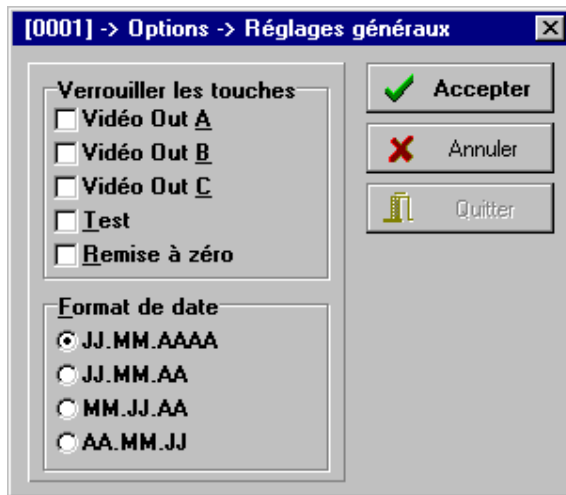 [0001] -> Options -> Réglages généraux
Verrouiller les touches
Vidéo Out A
Vidéo Out B
Vidéo Out C
Test
Remise à zéro
Format de date
JJ.MM.AAAA
JJ.MM.AA
MM.JJ.AA
AA.MM.JJ
Accepter
Annuler
Quitter